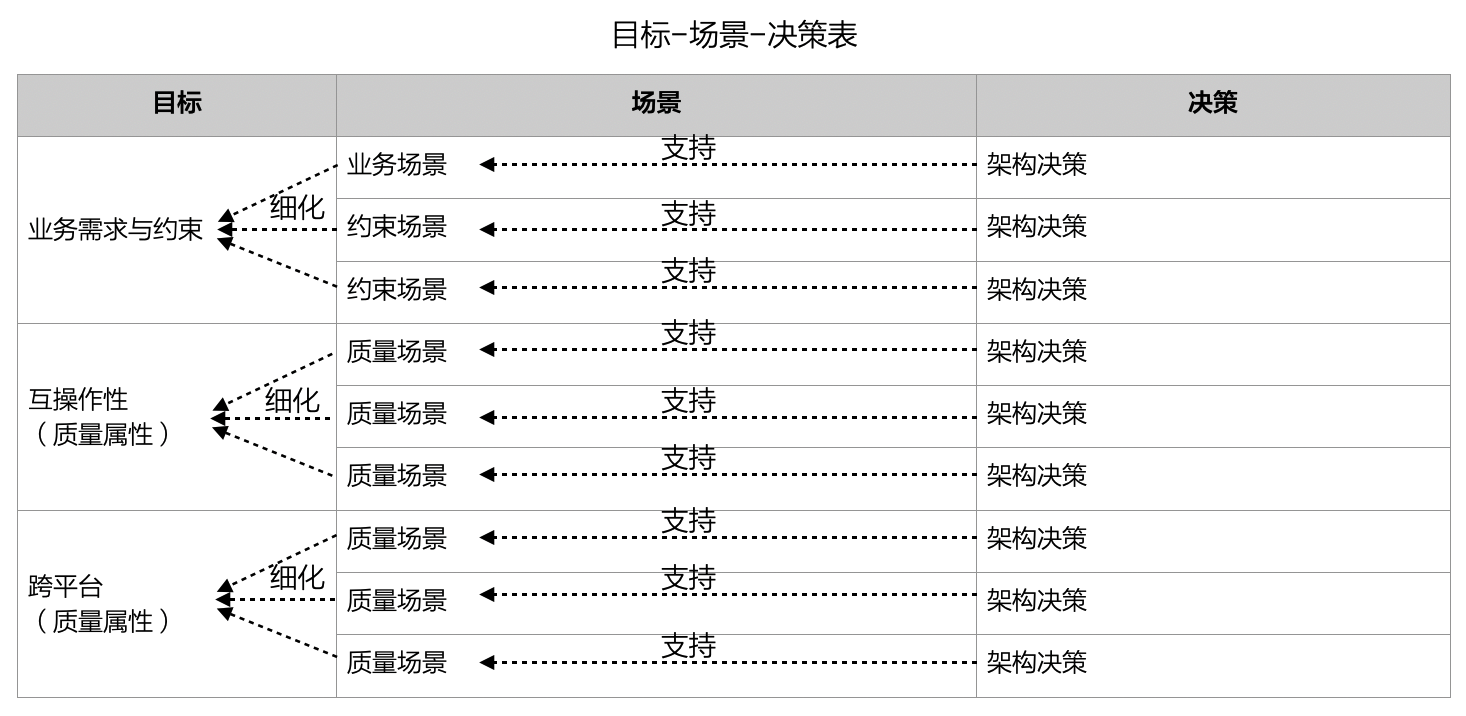 目标-场景-决策表
目标 场景 决策
业务需求与约束 细化 业务场景 支持 架构决策
约束场景 支持 架构决策
约束场景 支持 架构决策
互操作性
（质量属性） 细化 质量场景 支持 架构决策
质量场景 支持 架构决策
质量场景 支持 架构决策
跨平台
（质量属性） 细化 质量场景 支持 架构决策
质量场景 支持 架构决策
质量场景 支持 架构决策